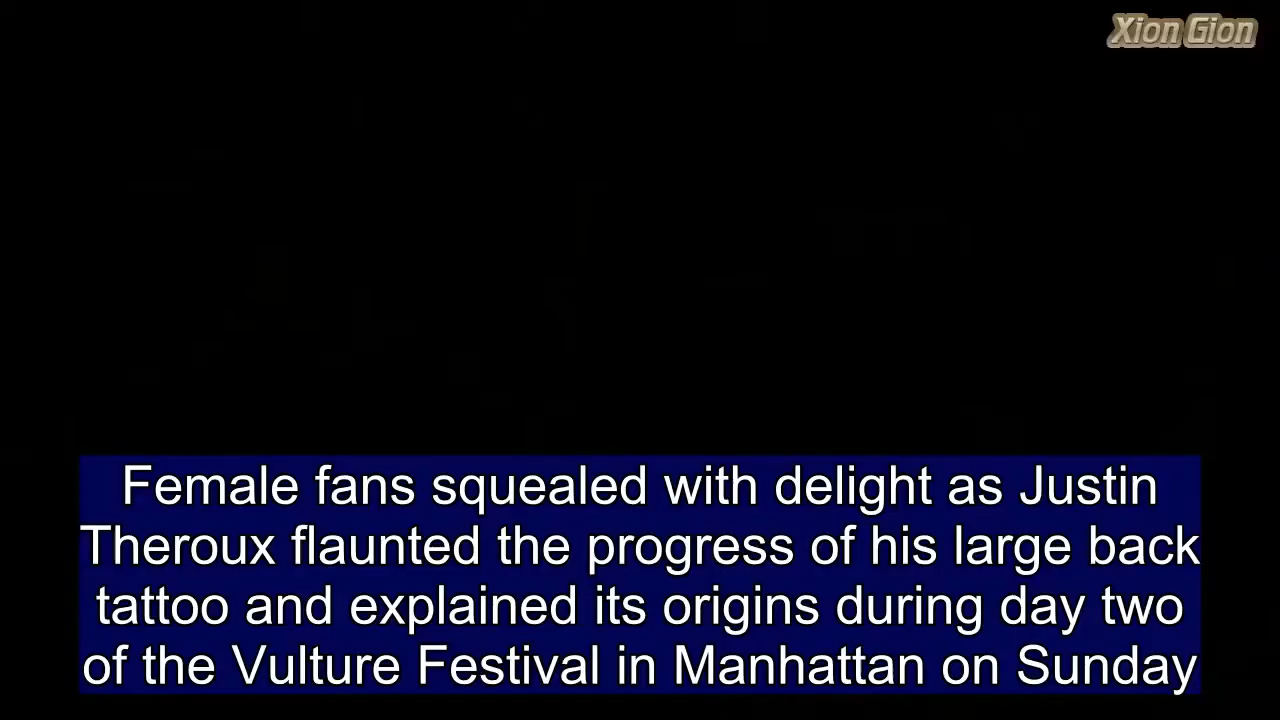 Xion Gion
Female fans squealed with delight as Justin
Theroux flaunted the progress of his large back
tattoo and explained its origins during day two
of the Vulture Festival in Manhattan on Sunday